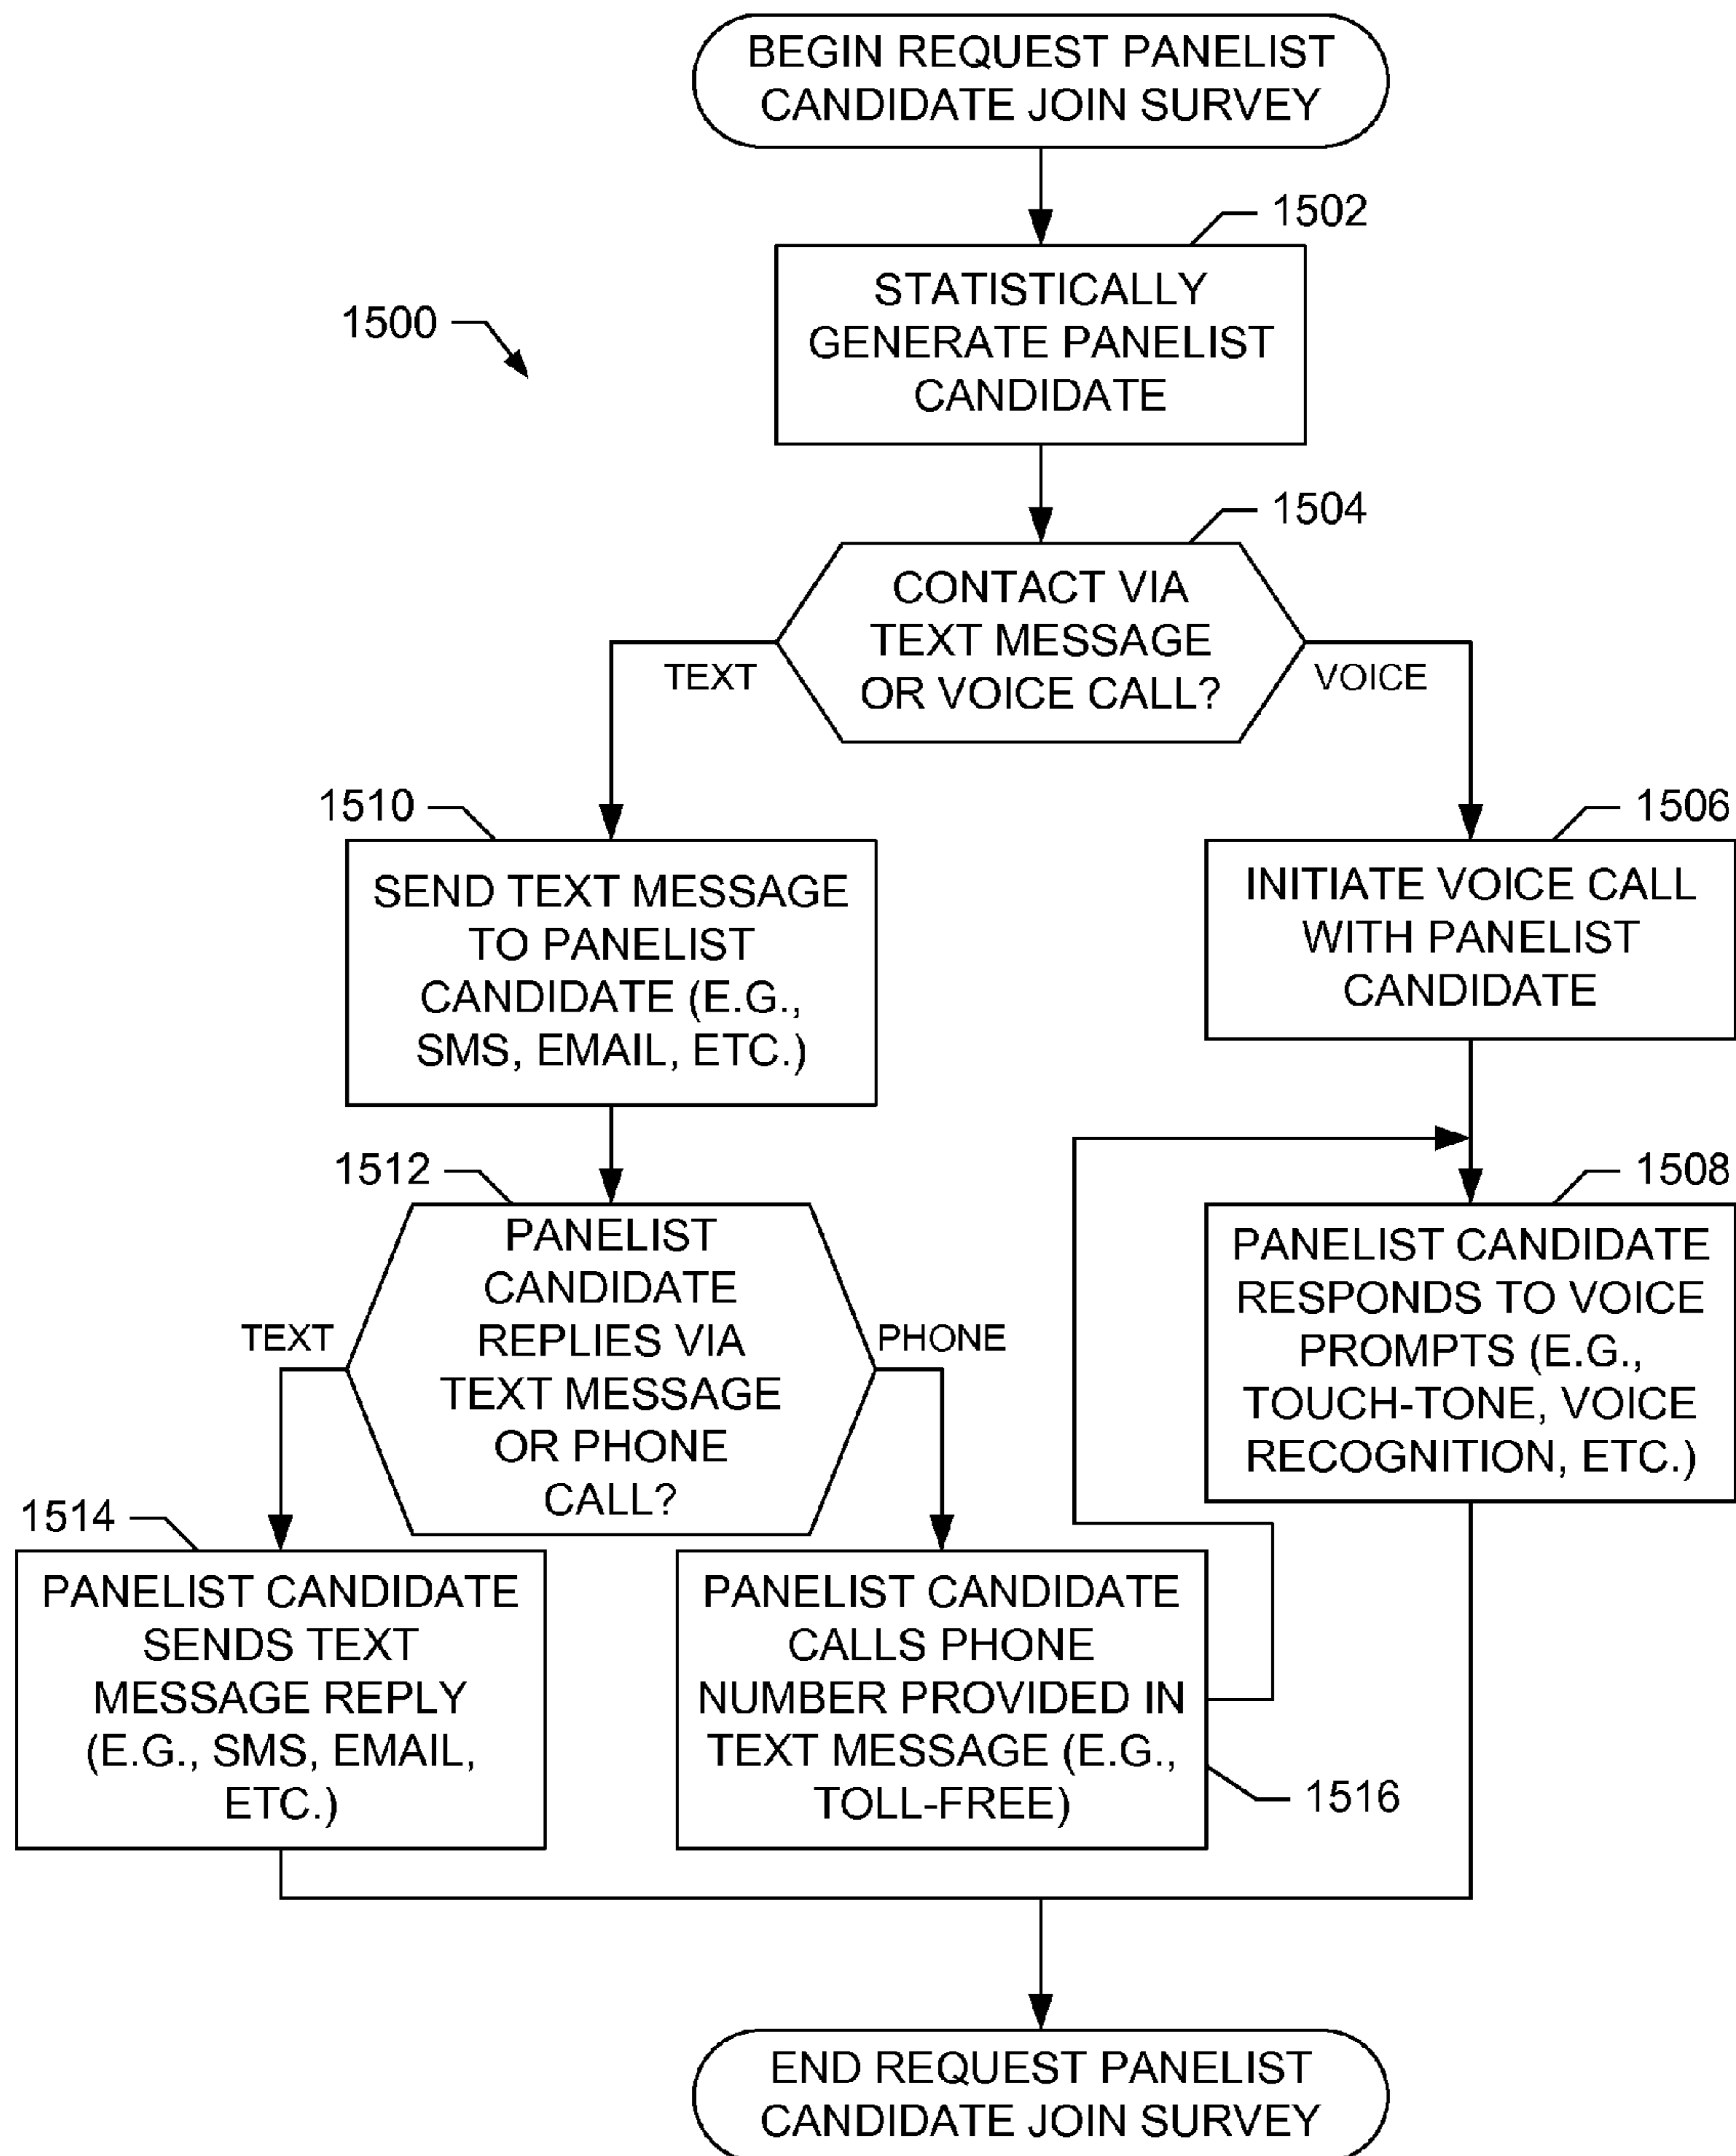 BEGIN REQUEST PANELIST
CANDIDATE JOIN SURVEY
1502
STATISTICALLY
GENERATE PANELIST
CANDIDATE
1500
1504
CONTACT VIA
TEXT MESSAGE
OR VOICE CALL?
TEXT
VOICE
1510
SEND TEXT MESSAGE
TO PANELIST
CANDIDATE (E.G.,
SMS, EMAIL, ETC.)
1506
INITIATE VOICE CALL
WITH PANELIST
CANDIDATE
1512
PANELIST
CANDIDATE
REPLIES VIA
TEXT MESSAGE
OR PHONE
CALL?
TEXT
PHONE
1508
PANELIST CANDIDATE
RESPONDS TO VOICE
PROMPTS (E.G.,
TOUCH-TONE, VOICE
RECOGNITION, ETC.)
1514
PANELIST CANDIDATE
SENDS TEXT
MESSAGE REPLY
(E.G., SMS, EMAIL,
ETC.)
PANELIST CANDIDATE
CALLS PHONE
NUMBER PROVIDED IN
TEXT MESSAGE (E.G.,
TOLL-FREE)
1516
END REQUEST PANELIST
CANDIDATE JOIN SURVEY